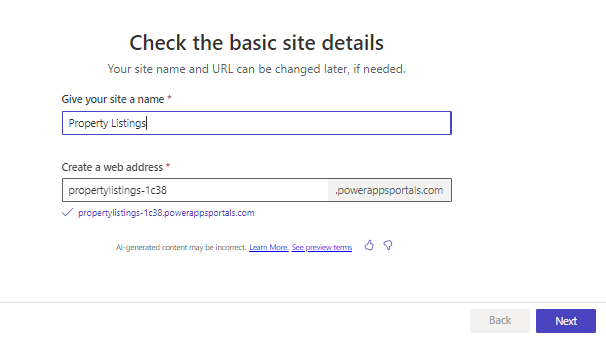 Check the basic site details
Your site name and URL can be changed later, if needed.
Give your site a name *
Property Listings
Create a web address *
propertylistings-1c38 .powerappsportals.com
propertylistings-1c38.powerappsportals.com
AI-generated content may be incorrect. Learn More. See preview terms
Back Next